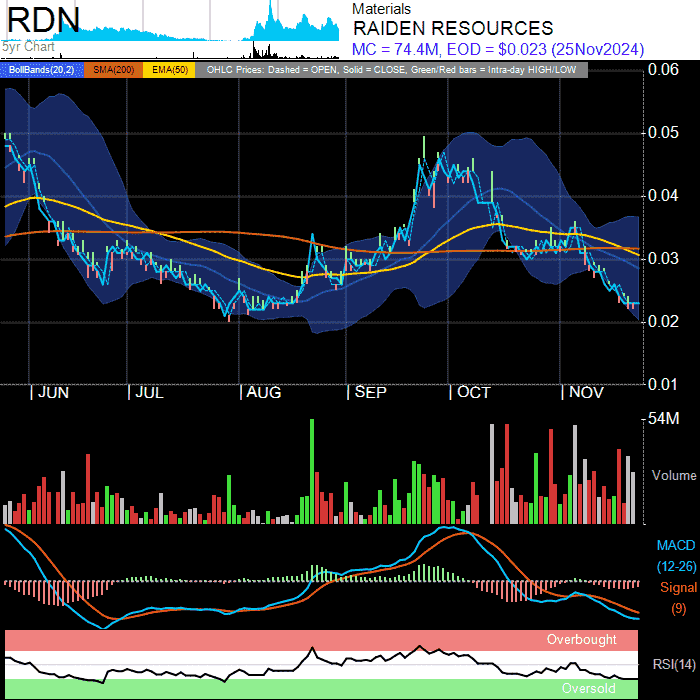 RDN
5yr Chart
Materials
RAIDEN RESOURCES
MC = 74.4M, EOD = $0.023 (25Nov2024)
BollBands(20,2) SMA(200) EMA(50) OHLC Prices: Dashed = OPEN, Solid = CLOSE, Green/Red bars = Intra-day HIGH/LOW
0.06
0.05
0.04
0.03
0.02
0.01
| JUN | JUL | AUG | SEP | OCT | NOV
54M
Volume
MACD
(12-26)
Signal
(9)
Overbought
RSI(14)
Oversold